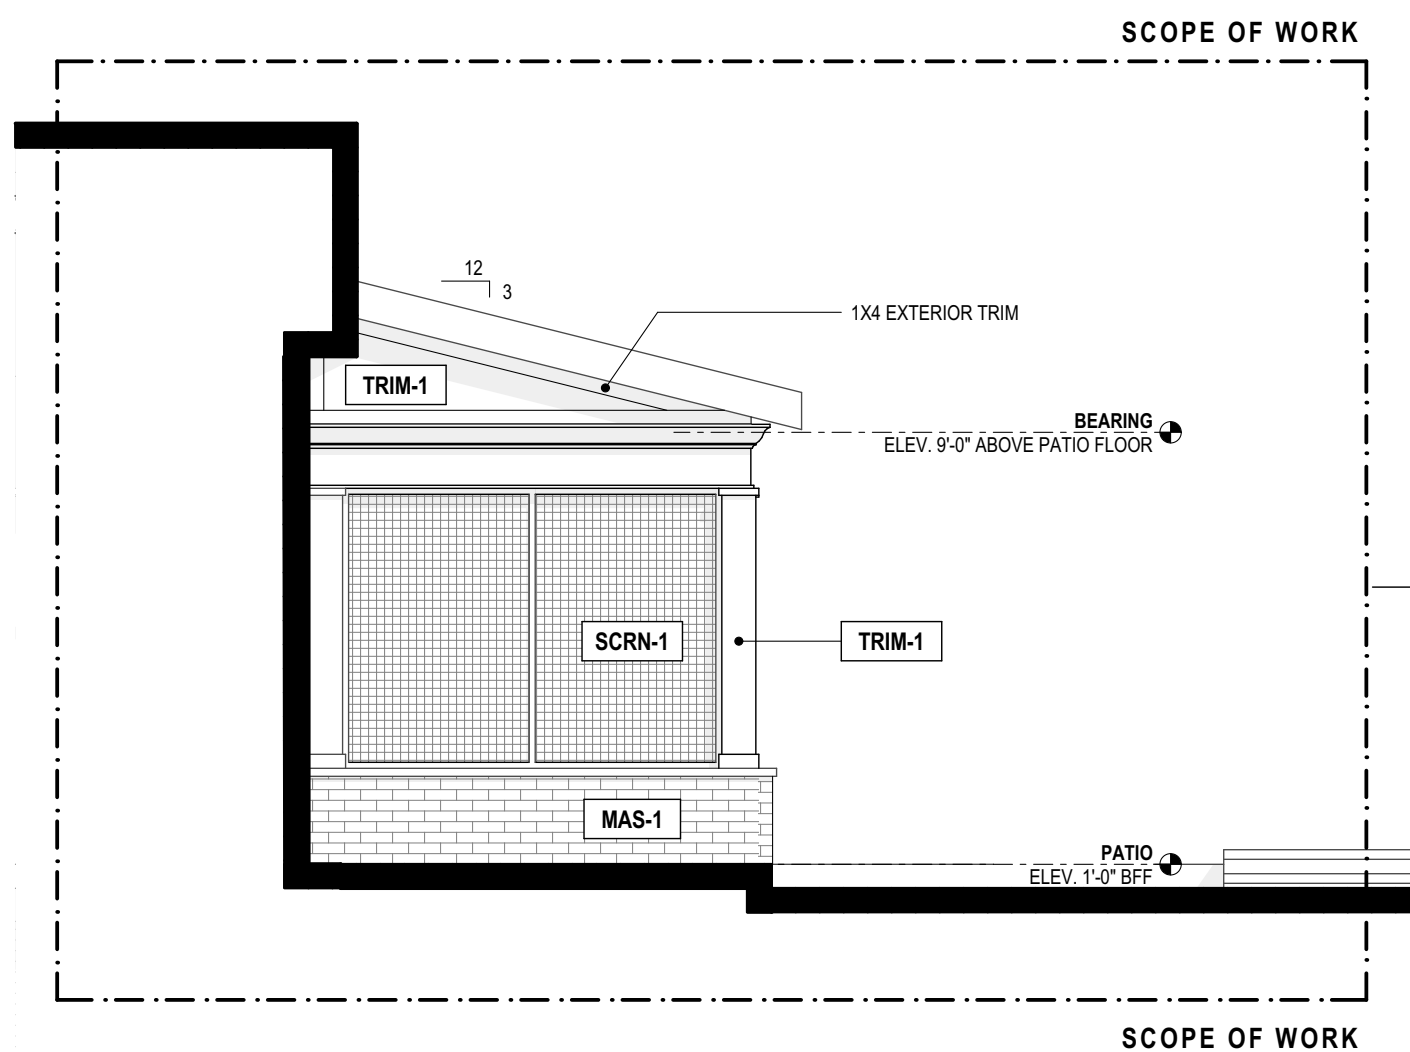 SCOPE OF WORK
12
3
1X4 EXTERIOR TRIM
TRIM-1
BEARING
ELEV. 9'-0" ABOVE PATIO FLOOR
SCRN-1
TRIM-1
MAS-1
PATIO
ELEV. 1'-0" BFF
SCOPE OF WORK